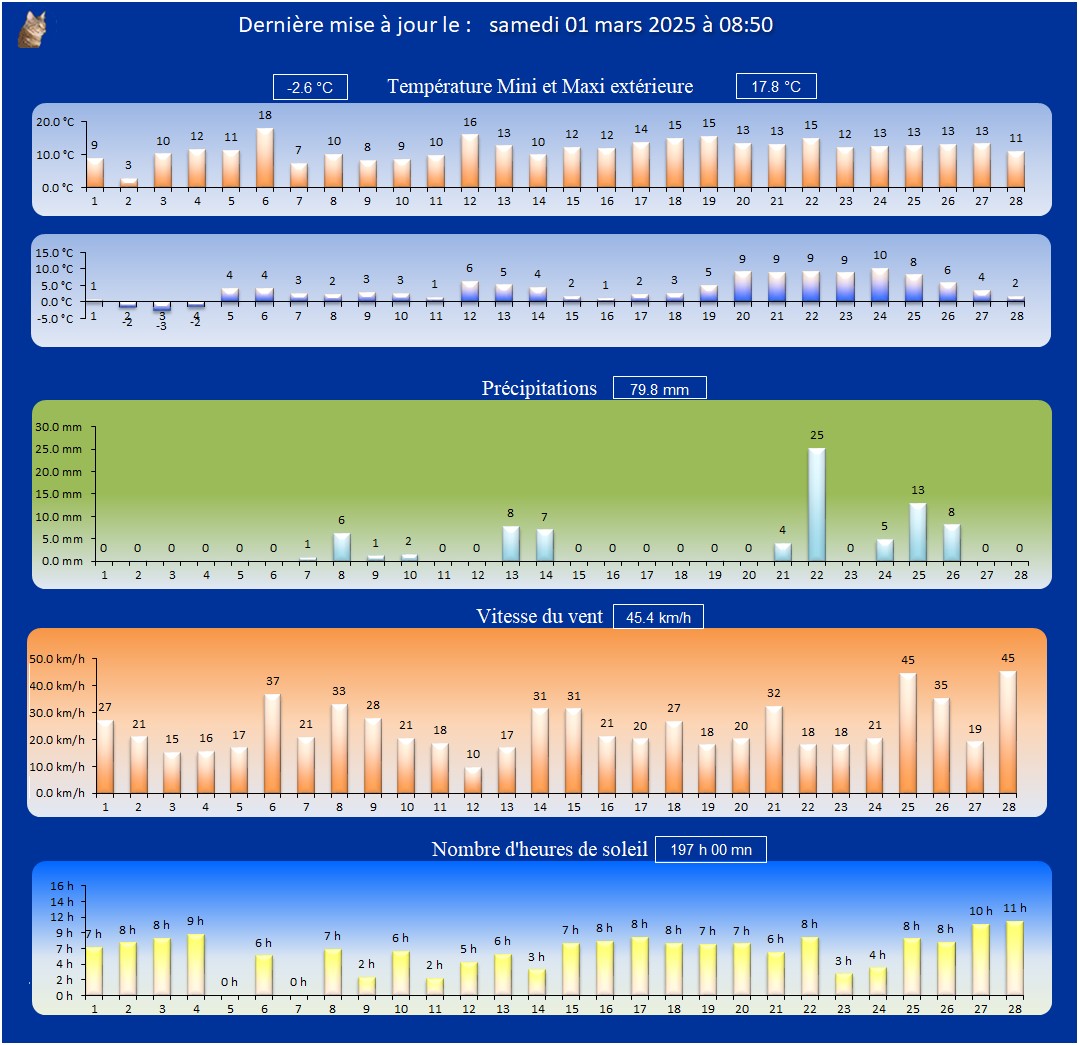 Dernière mise à jour le : samedi 01 mars 2025 à 08:50
-2.6 °C Température Mini et Maxi extérieure 17.8 °C
20.0 °C
10.0 °C
0.0 °C
9 3 10 12 11 18 7 10 8 9 10 16 13 10 12 12 14 15 15 13 13 15 12 13 13 13 13 11
1 2 3 4 5 6 7 8 9 10 11 12 13 14 15 16 17 18 19 20 21 22 23 24 25 26 27 28
15.0 °C
10.0 °C
5.0 °C
0.0 °C
-5.0 °C
1 -2 -3 -2 4 4 3 2 3 3 1 6 5 4 2 1 2 3 5 9 9 9 9 10 8 6 4 2
1 2 3 4 5 6 7 8 9 10 11 12 13 14 15 16 17 18 19 20 21 22 23 24 25 26 27 28
Précipitations 79.8 mm
30.0 mm
25.0 mm
20.0 mm
15.0 mm
10.0 mm
5.0 mm
0.0 mm
0 0 0 0 0 0 1 6 1 2 0 0 8 7 0 0 0 0 0 0 4 25 0 5 13 8 0 0
1 2 3 4 5 6 7 8 9 10 11 12 13 14 15 16 17 18 19 20 21 22 23 24 25 26 27 28
Vitesse du vent 45.4 km/h
50.0 km/h
40.0 km/h
30.0 km/h
20.0 km/h
10.0 km/h
0.0 km/h
27 21 15 16 17 37 21 33 28 21 18 10 17 31 31 21 20 27 18 20 32 18 18 21 45 35 19 45
1 2 3 4 5 6 7 8 9 10 11 12 13 14 15 16 17 18 19 20 21 22 23 24 25 26 27 28
Nombre d'heures de soleil 197 h 00 mn
16 h
14 h
12 h
9 h
7 h
4 h
2 h
0 h
7 h 8 h 8 h 9 h 0 h 6 h 0 h 7 h 2 h 6 h 2 h 5 h 6 h 3 h 7 h 8 h 8 h 8 h 7 h 7 h 6 h 8 h 3 h 4 h 8 h 8 h 10 h 11 h
1 2 3 4 5 6 7 8 9 10 11 12 13 14 15 16 17 18 19 20 21 22 23 24 25 26 27 28